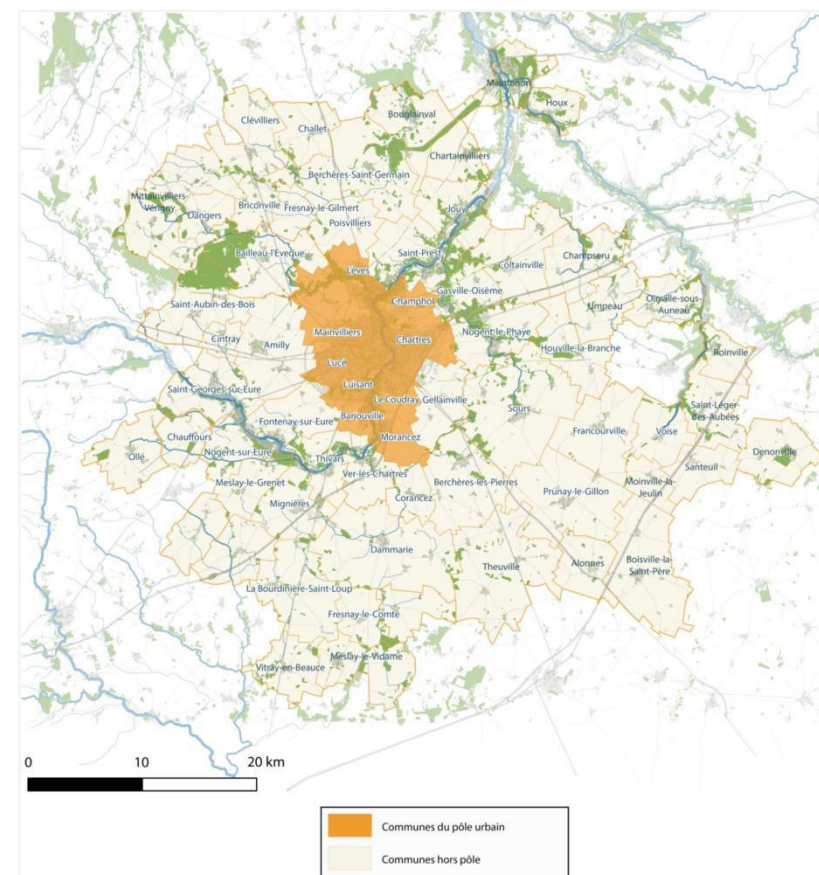 Maintenon
Houx
Bouglainval
Clévilliers
Challet
Chartainvilliers
Berchères-Saint-Germain
Mittainvilliers-
Vérigny
Briconville
Fresnay-le-Gilmert
Jouy
Dangers
Poisvilliers
Bailleau-l'Eveque
Saint-Prest
Coltainville
Champseru
Lèves
Gasville-Oisème
Saint-Aubin-des-Bois
Champhol
Umpeau
Oinville-sous-
Auneau
Mainvilliers
Nogent-le-Phaye
Cintray
Amilly
Chartres
Houville-la-Branche
Roinville
Lucé
Luisant
Saint-Georges-sur-Eure
Le Coudray
Gellainville
Sours
Saint-Léger-
des-Aubées
Barjouville
Fontenay-sur-Eure
Francourville
Voise
Chauffours
Morancez
Ollé
Nogent-sur-Eure
Thivars
Denonville
Santeuil
Ver-lès-Chartres
Meslay-le-Grenet
Berchères-les-Pierres
Moinville-la-
Jeulin
Prunay-le-Gillon
Mignières
Corancez
Dammarie
Boisville-la-
Saint-Père
Theuville
Alonnes
La Bourdinière-Saint-Loup
Fresnay-le-Comte
Meslay-le-Vidame
Vitray-en-Beauce
0 10 20 km
Communes du pôle urbain
Communes hors pôle